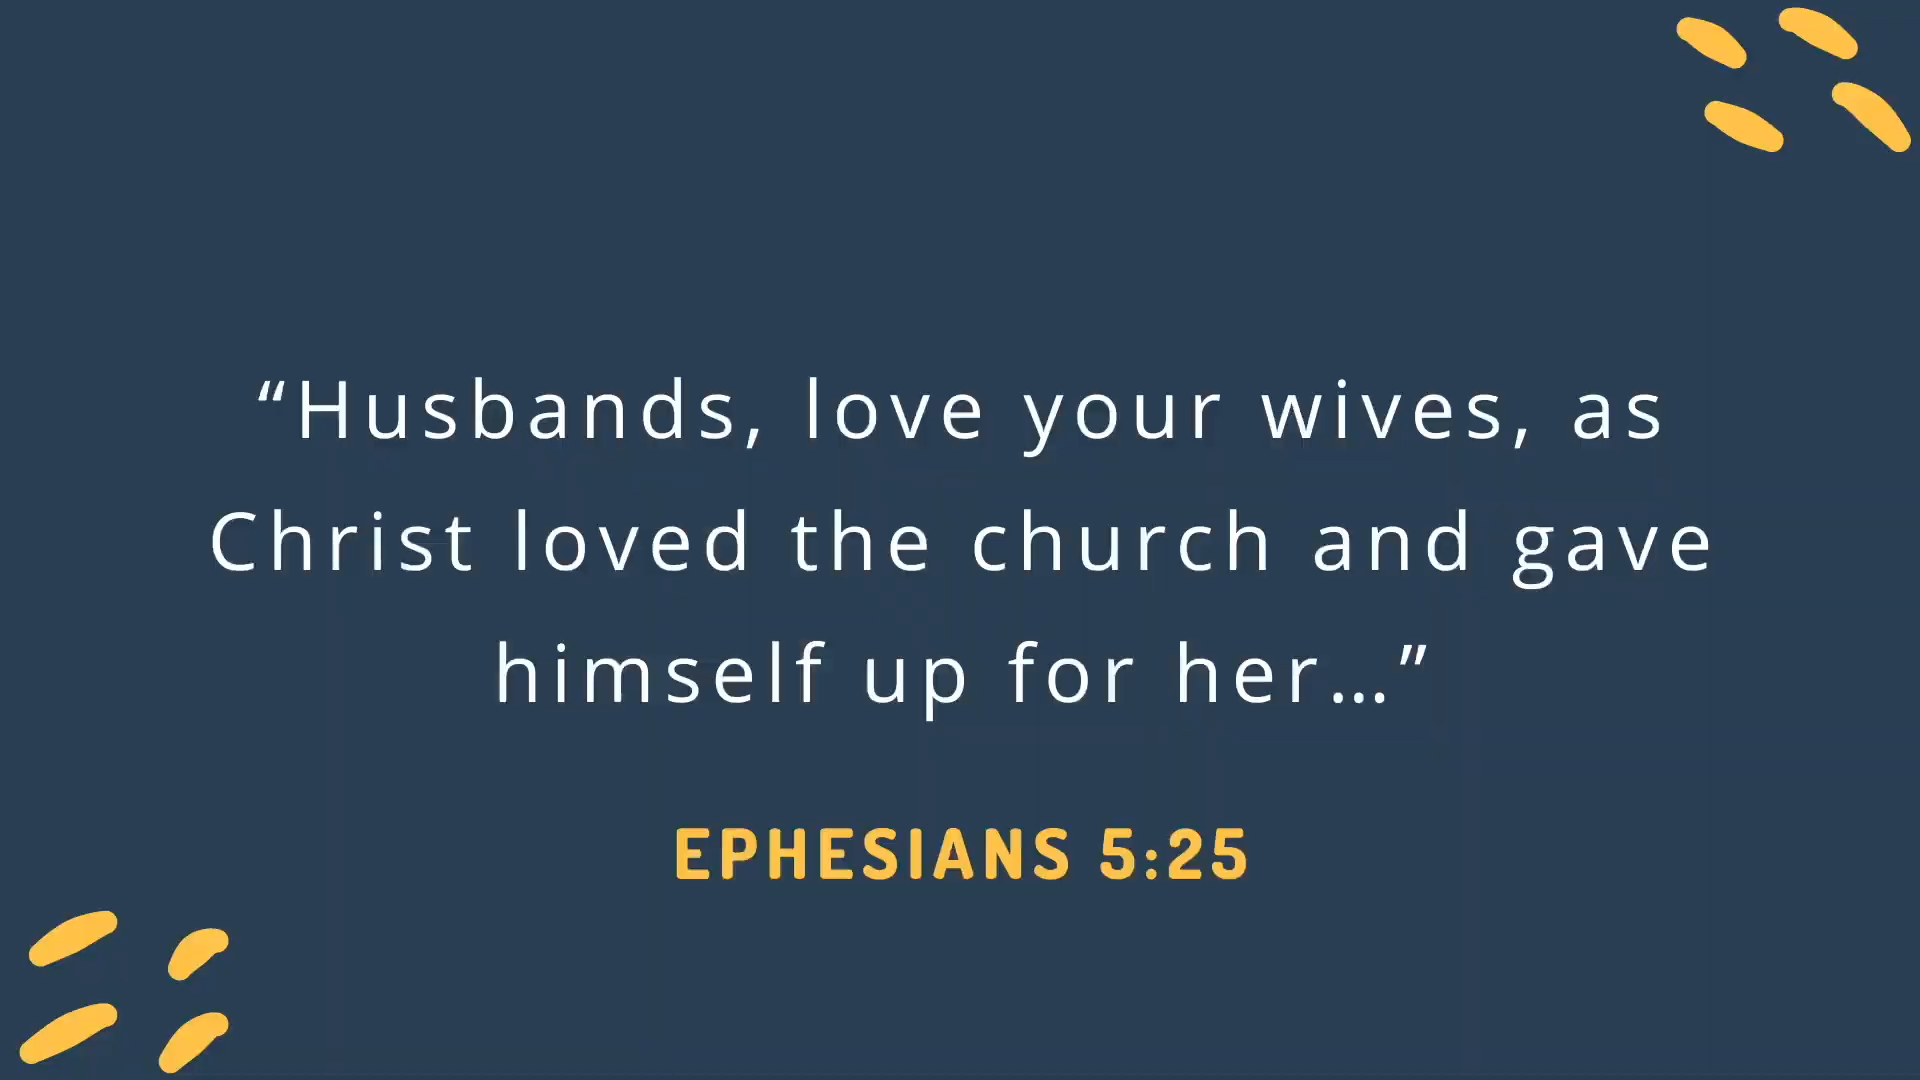 “Husbands, love your wives, as
Christ loved the church and gave
himself up for her…”
EPHESIANS 5:25